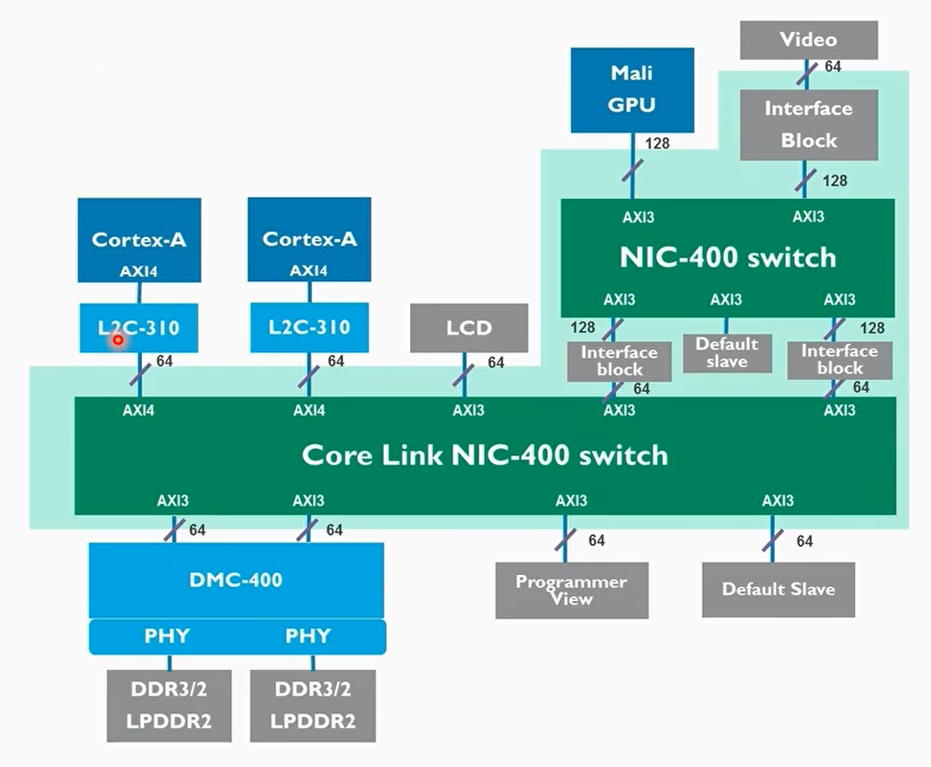 Video
64
Mali
GPU
Interface
Block
128
128
AXI3
AXI3
NIC-400 switch
AXI3
AXI3
AXI3
128
128
Interface
block
Default
slave
Interface
block
64
64
Cortex-A
AXI4
Cortex-A
AXI4
L2C-310
L2C-310
LCD
64
64
64
AXI4
AXI4
AXI3
AXI3
AXI3
Core Link NIC-400 switch
AXI3
AXI3
AXI3
AXI3
64
64
64
64
DMC-400
Programmer
View
Default Slave
PHY
PHY
DDR3/2
LPDDR2
DDR3/2
LPDDR2